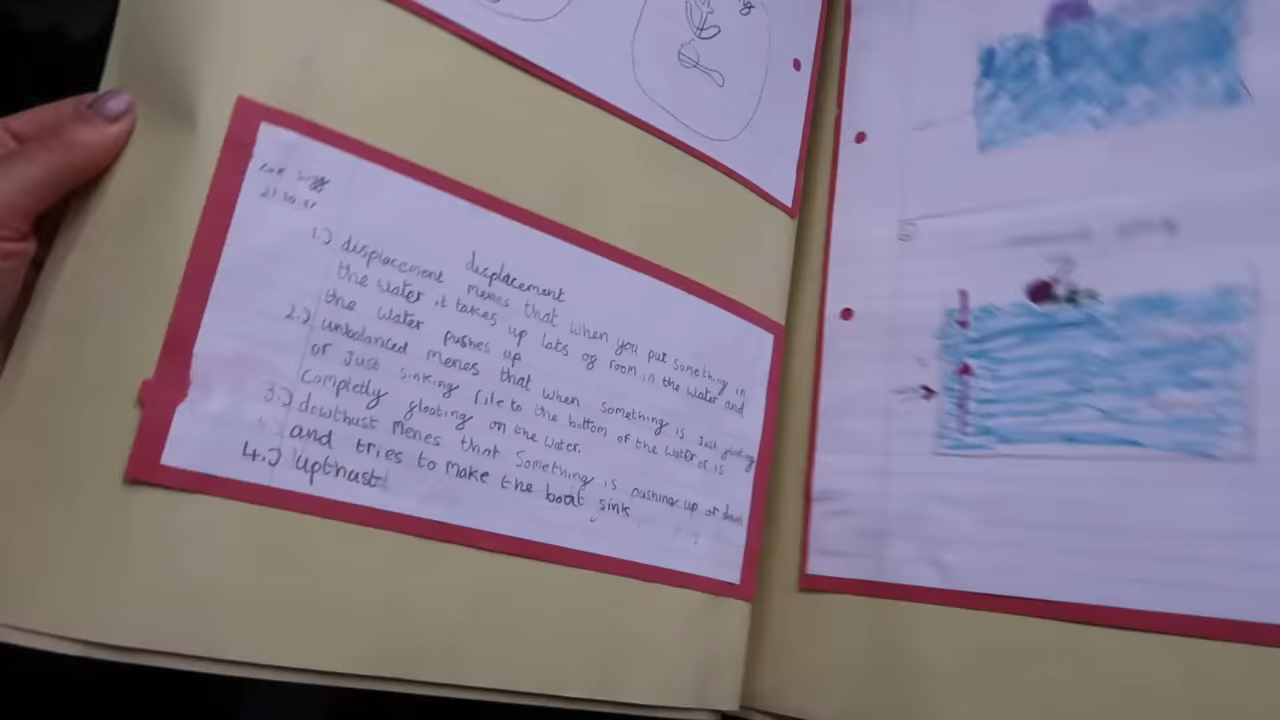 displacement
1.) displacement menes that when you put something in
the water it takes up lots of room in the water and
the water pushes up
2.) unbalanced menes that when something is just gloating
or just sinking rite to the bottom of the water or is
completly gloating on the water.
3.) dowthust menes that something is pushing up or down
and tries to make the boat sink
4.) upthust